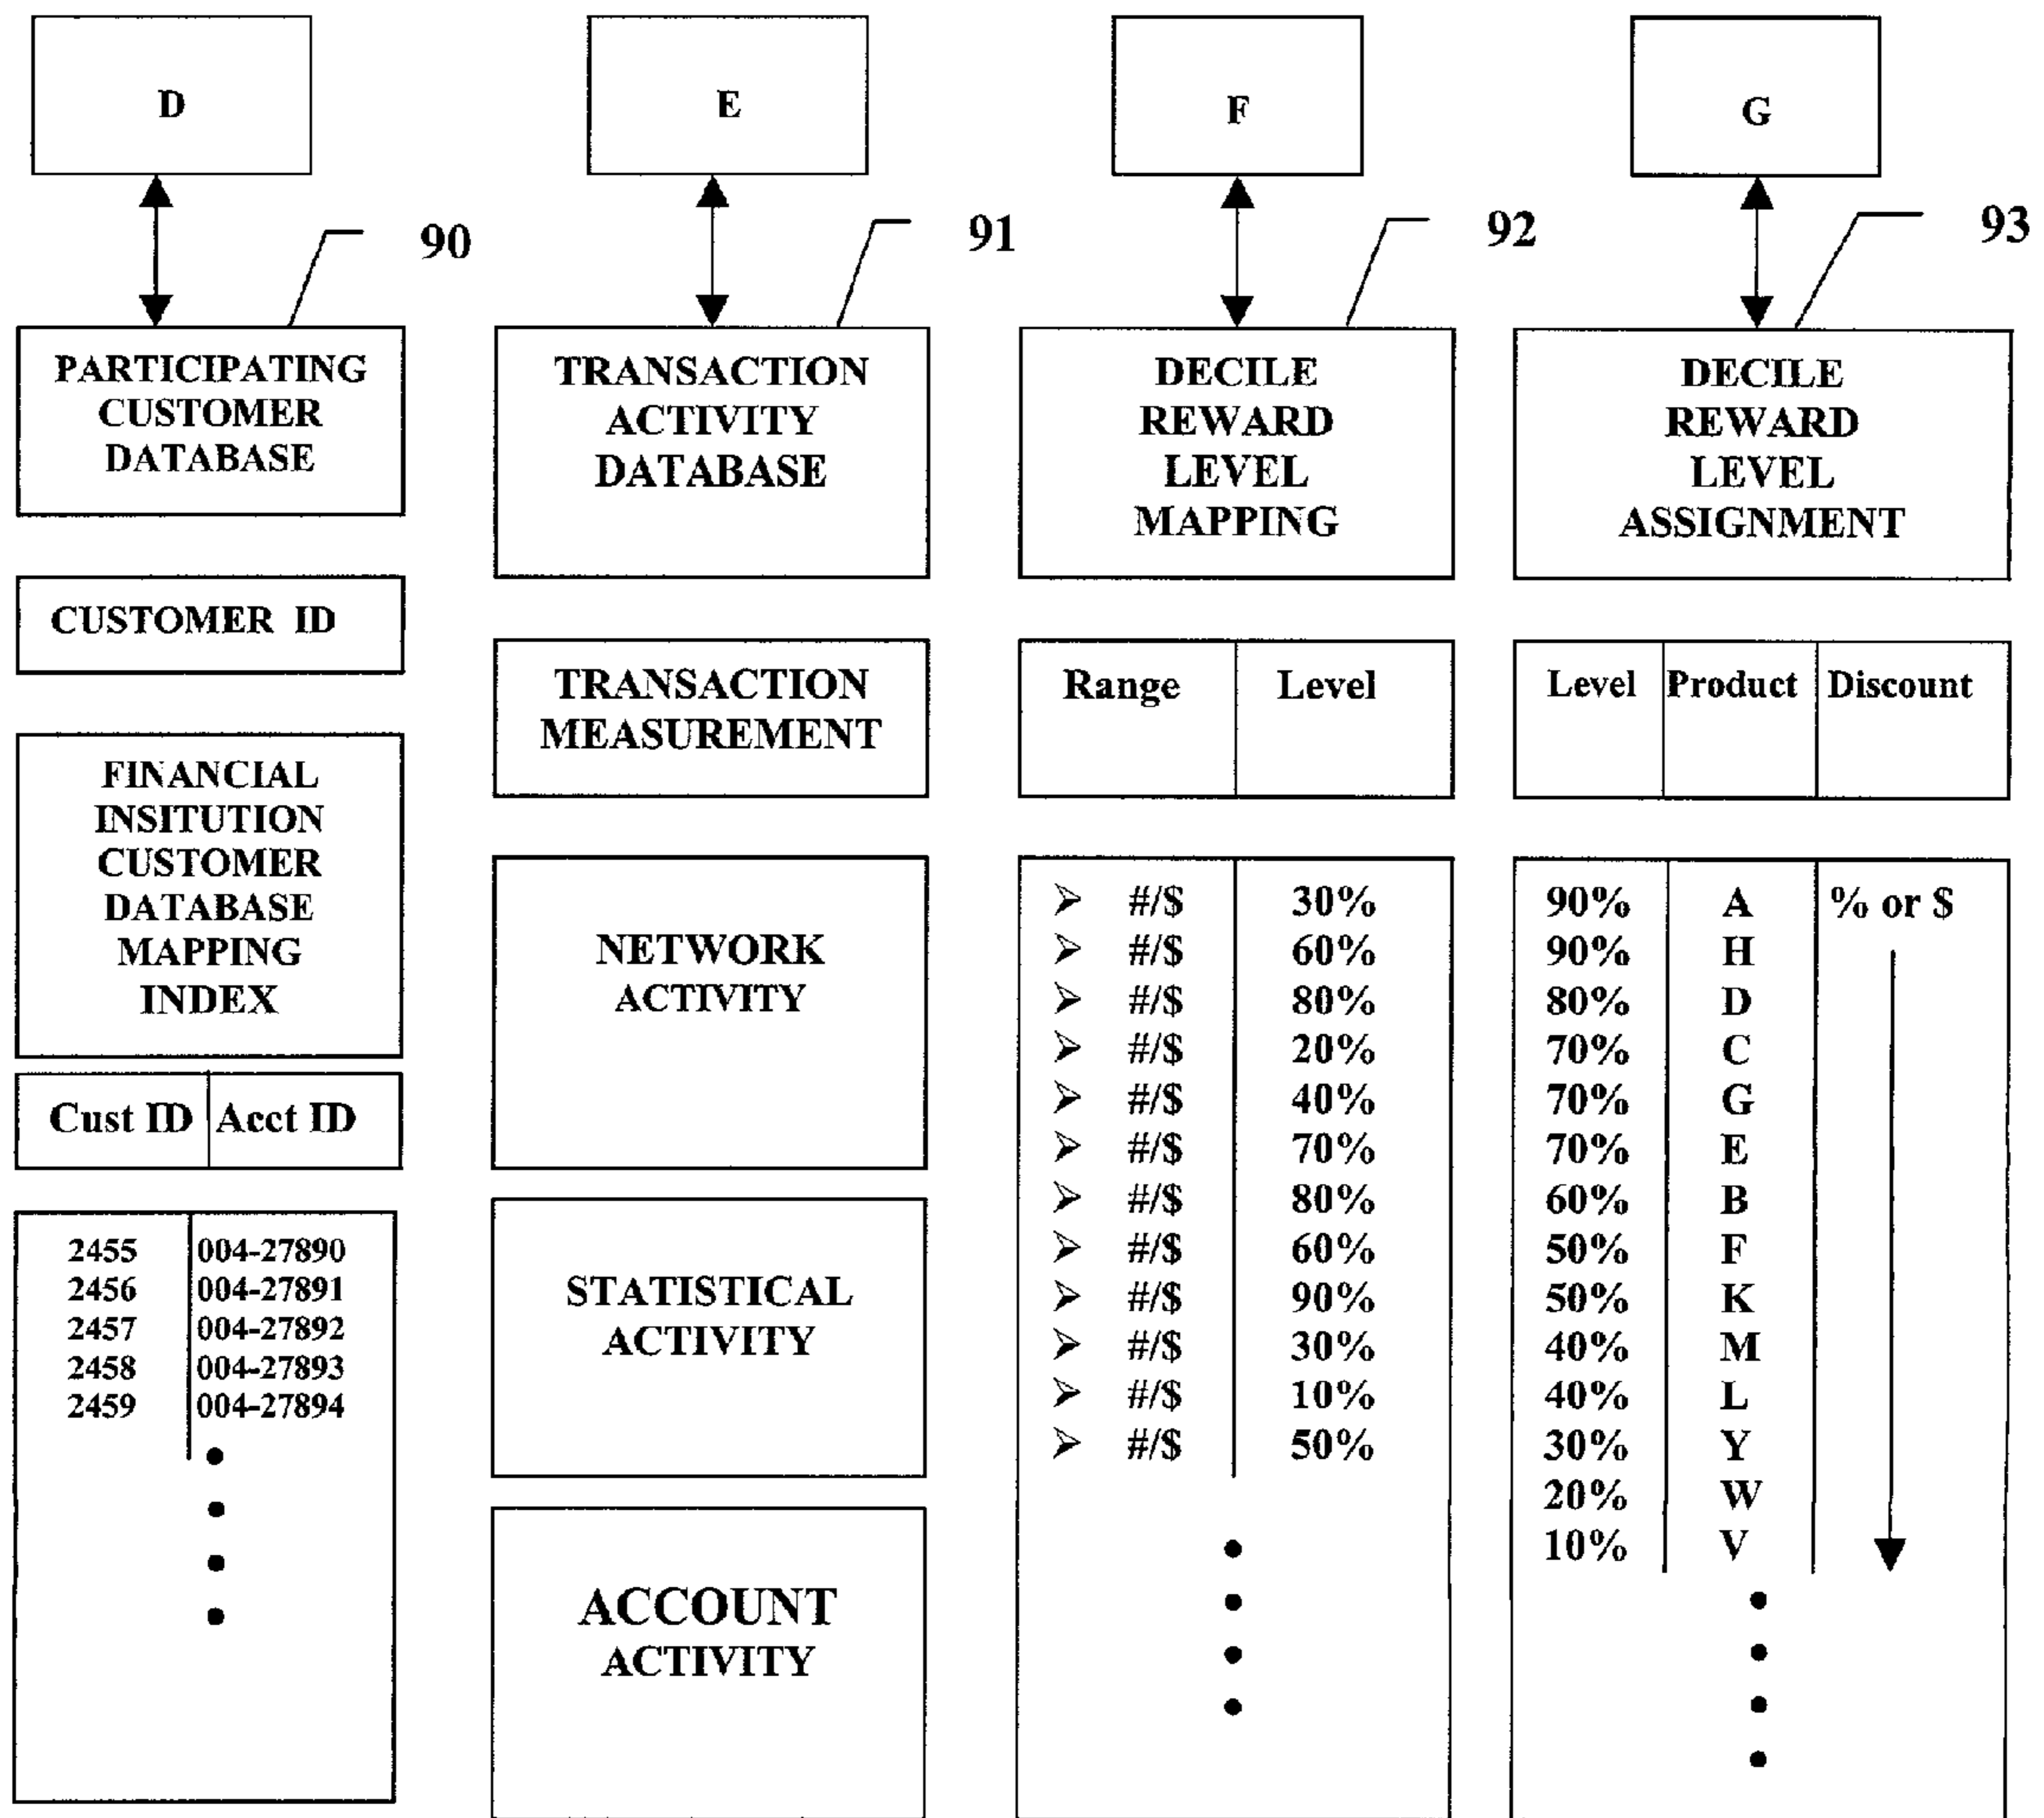 D
E
F
G
90
91
92
93
PARTICIPATING
CUSTOMER
DATABASE
CUSTOMER ID
FINANCIAL
INSITUTION
CUSTOMER
DATABASE
MAPPING
INDEX
Cust ID Acct ID
2455 004-27890
2456 004-27891
2457 004-27892
2458 004-27893
2459 004-27894
TRANSACTION
ACTIVITY
DATABASE
TRANSACTION
MEASUREMENT
NETWORK
ACTIVITY
STATISTICAL
ACTIVITY
ACCOUNT
ACTIVITY
DECILE
REWARD
LEVEL
MAPPING
Range Level
➢ #/$ 30%
➢ #/$ 60%
➢ #/$ 80%
➢ #/$ 20%
➢ #/$ 40%
➢ #/$ 70%
➢ #/$ 80%
➢ #/$ 60%
➢ #/$ 90%
➢ #/$ 30%
➢ #/$ 10%
➢ #/$ 50%
DECILE
REWARD
LEVEL
ASSIGNMENT
Level Product Discount
90% A % or $
90% H
80% D
70% C
70% G
70% E
60% B
50% F
50% K
40% M
40% L
30% Y
20% W
10% V